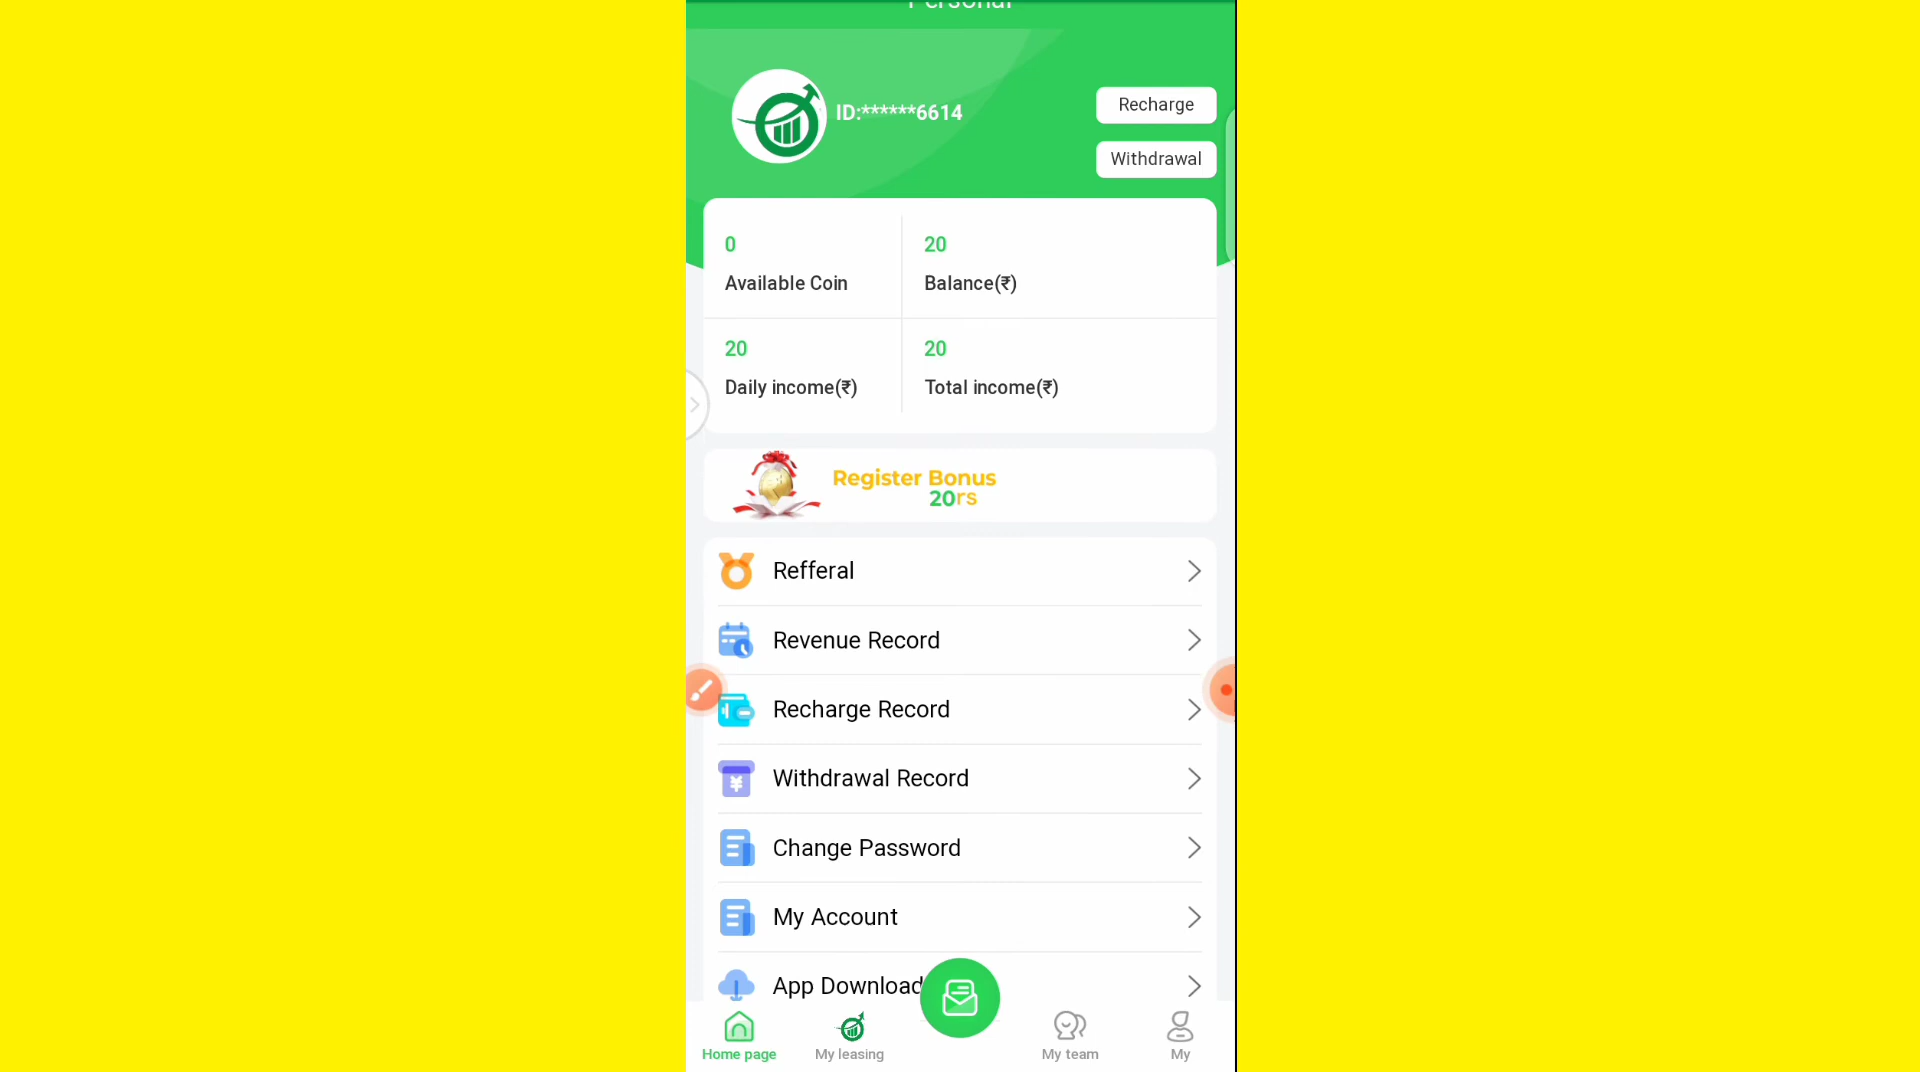 Personal
ID:******6614
Recharge
Withdrawal
0
20
Available Coin
Balance(₹)
20
20
Daily income(₹)
Total income(₹)
Register Bonus
20rs
Refferal
Revenue Record
Recharge Record
Withdrawal Record
Change Password
My Account
App Download
Home page
My leasing
My team
My